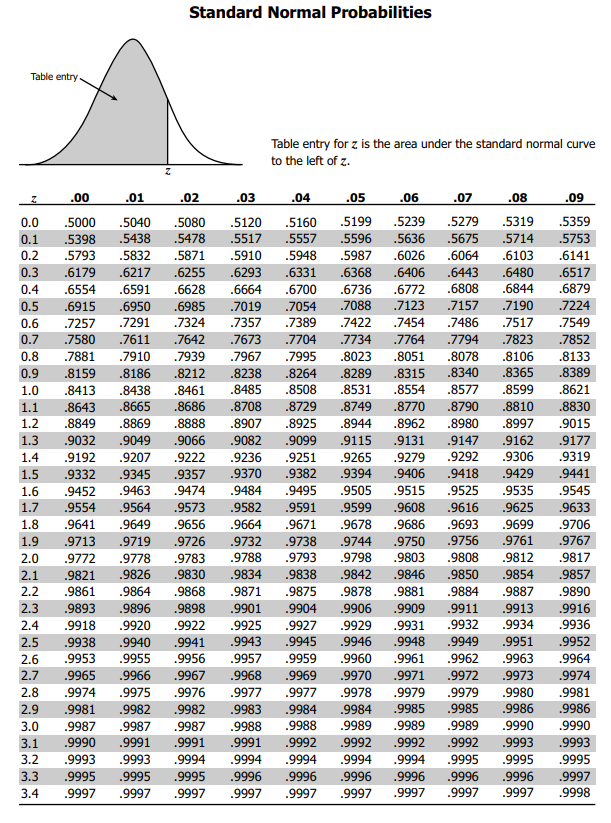 Standard Normal Probabilities
Table entry
z
Table entry for z is the area under the standard normal curve
to the left of z.
z .00 .01 .02 .03 .04 .05 .06 .07 .08 .09
0.0 .5000 .5040 .5080 .5120 .5160 .5199 .5239 .5279 .5319 .5359
0.1 .5398 .5438 .5478 .5517 .5557 .5596 .5636 .5675 .5714 .5753
0.2 .5793 .5832 .5871 .5910 .5948 .5987 .6026 .6064 .6103 .6141
0.3 .6179 .6217 .6255 .6293 .6331 .6368 .6406 .6443 .6480 .6517
0.4 .6554 .6591 .6628 .6664 .6700 .6736 .6772 .6808 .6844 .6879
0.5 .6915 .6950 .6985 .7019 .7054 .7088 .7123 .7157 .7190 .7224
0.6 .7257 .7291 .7324 .7357 .7389 .7422 .7454 .7486 .7517 .7549
0.7 .7580 .7611 .7642 .7673 .7704 .7734 .7764 .7794 .7823 .7852
0.8 .7881 .7910 .7939 .7967 .7995 .8023 .8051 .8078 .8106 .8133
0.9 .8159 .8186 .8212 .8238 .8264 .8289 .8315 .8340 .8365 .8389
1.0 .8413 .8438 .8461 .8485 .8508 .8531 .8554 .8577 .8599 .8621
1.1 .8643 .8665 .8686 .8708 .8729 .8749 .8770 .8790 .8810 .8830
1.2 .8849 .8869 .8888 .8907 .8925 .8944 .8962 .8980 .8997 .9015
1.3 .9032 .9049 .9066 .9082 .9099 .9115 .9131 .9147 .9162 .9177
1.4 .9192 .9207 .9222 .9236 .9251 .9265 .9279 .9292 .9306 .9319
1.5 .9332 .9345 .9357 .9370 .9382 .9394 .9406 .9418 .9429 .9441
1.6 .9452 .9463 .9474 .9484 .9495 .9505 .9515 .9525 .9535 .9545
1.7 .9554 .9564 .9573 .9582 .9591 .9599 .9608 .9616 .9625 .9633
1.8 .9641 .9649 .9656 .9664 .9671 .9678 .9686 .9693 .9699 .9706
1.9 .9713 .9719 .9726 .9732 .9738 .9744 .9750 .9756 .9761 .9767
2.0 .9772 .9778 .9783 .9788 .9793 .9798 .9803 .9808 .9812 .9817
2.1 .9821 .9826 .9830 .9834 .9838 .9842 .9846 .9850 .9854 .9857
2.2 .9861 .9864 .9868 .9871 .9875 .9878 .9881 .9884 .9887 .9890
2.3 .9893 .9896 .9898 .9901 .9904 .9906 .9909 .9911 .9913 .9916
2.4 .9918 .9920 .9922 .9925 .9927 .9929 .9931 .9932 .9934 .9936
2.5 .9938 .9940 .9941 .9943 .9945 .9946 .9948 .9949 .9951 .9952
2.6 .9953 .9955 .9956 .9957 .9959 .9960 .9961 .9962 .9963 .9964
2.7 .9965 .9966 .9967 .9968 .9969 .9970 .9971 .9972 .9973 .9974
2.8 .9974 .9975 .9976 .9977 .9977 .9978 .9979 .9979 .9980 .9981
2.9 .9981 .9982 .9982 .9983 .9984 .9984 .9985 .9985 .9986 .9986
3.0 .9987 .9987 .9987 .9988 .9988 .9989 .9989 .9989 .9990 .9990
3.1 .9990 .9991 .9991 .9991 .9992 .9992 .9992 .9992 .9993 .9993
3.2 .9993 .9993 .9994 .9994 .9994 .9994 .9994 .9995 .9995 .9995
3.3 .9995 .9995 .9995 .9996 .9996 .9996 .9996 .9996 .9996 .9997
3.4 .9997 .9997 .9997 .9997 .9997 .9997 .9997 .9997 .9997 .9998